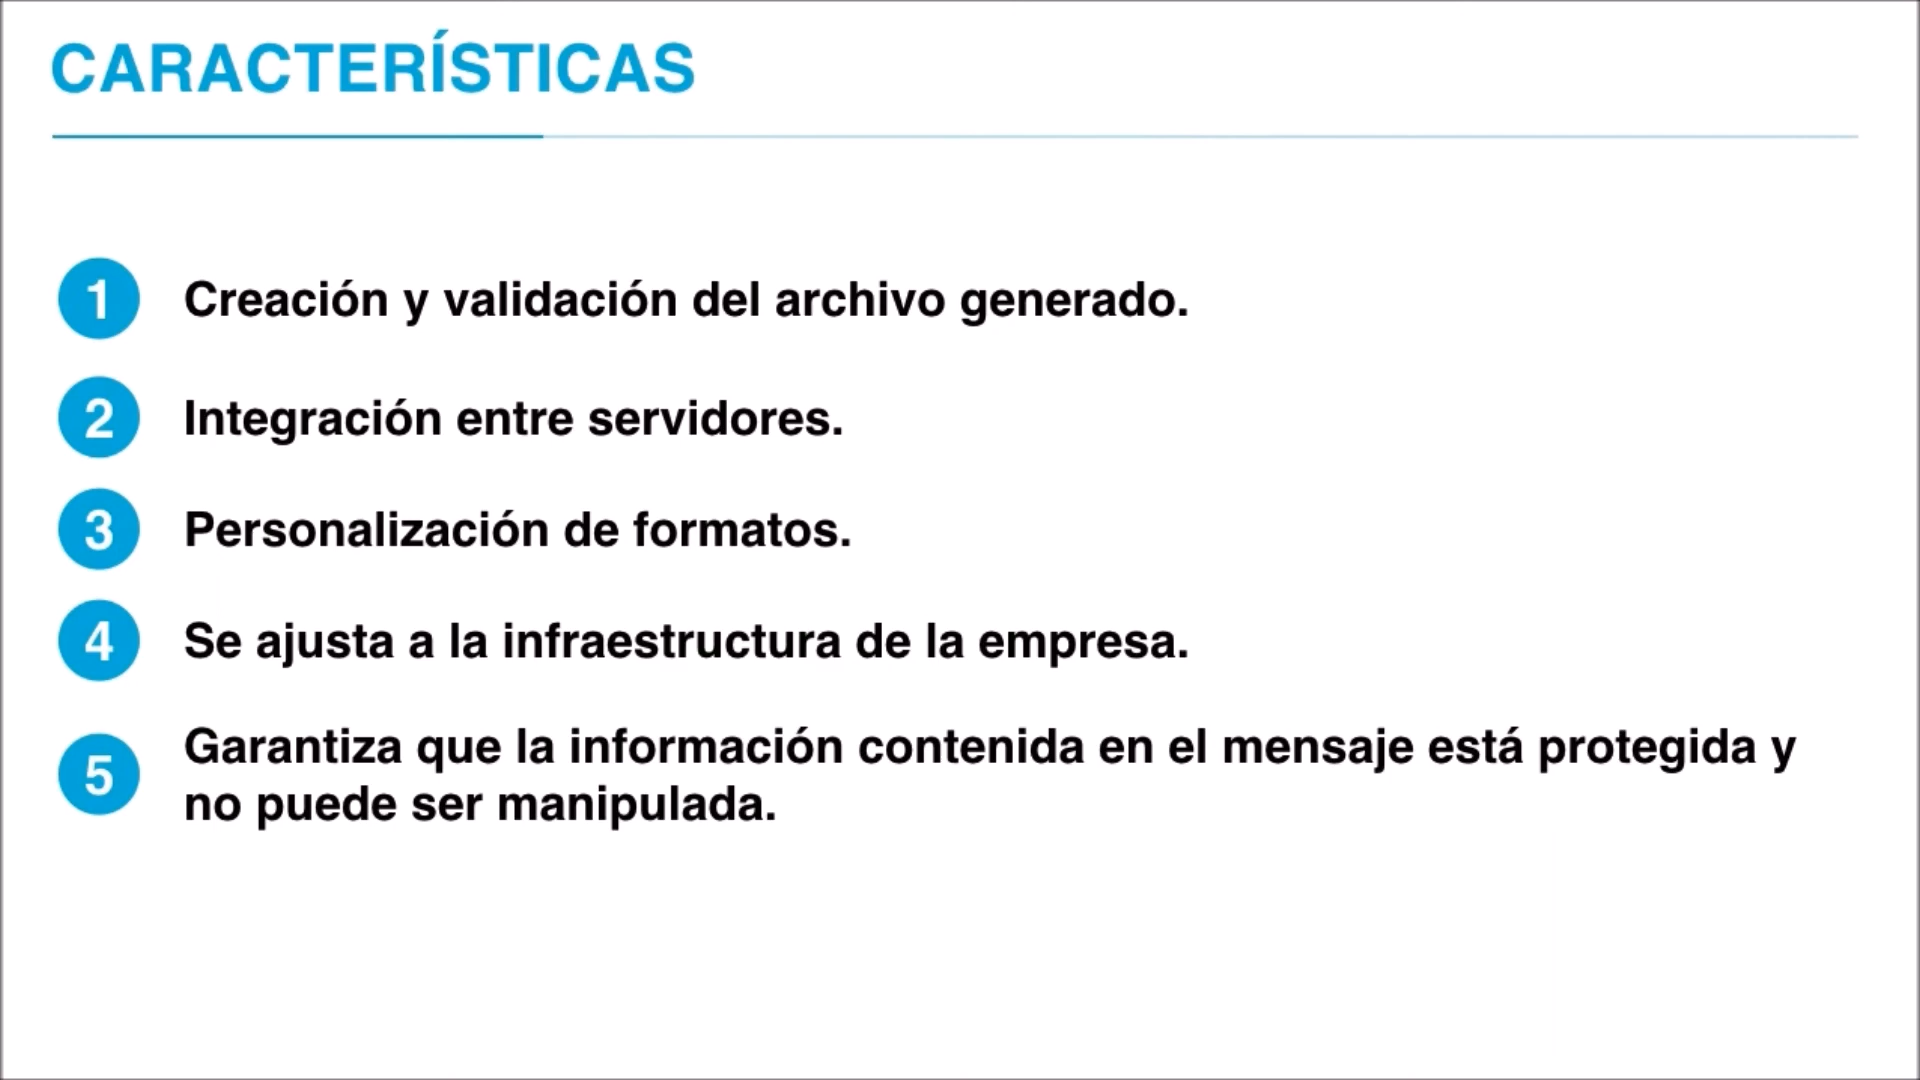 CARACTERÍSTICAS
1 Creación y validación del archivo generado.
2 Integración entre servidores.
3 Personalización de formatos.
4 Se ajusta a la infraestructura de la empresa.
5 Garantiza que la información contenida en el mensaje está protegida y
no puede ser manipulada.